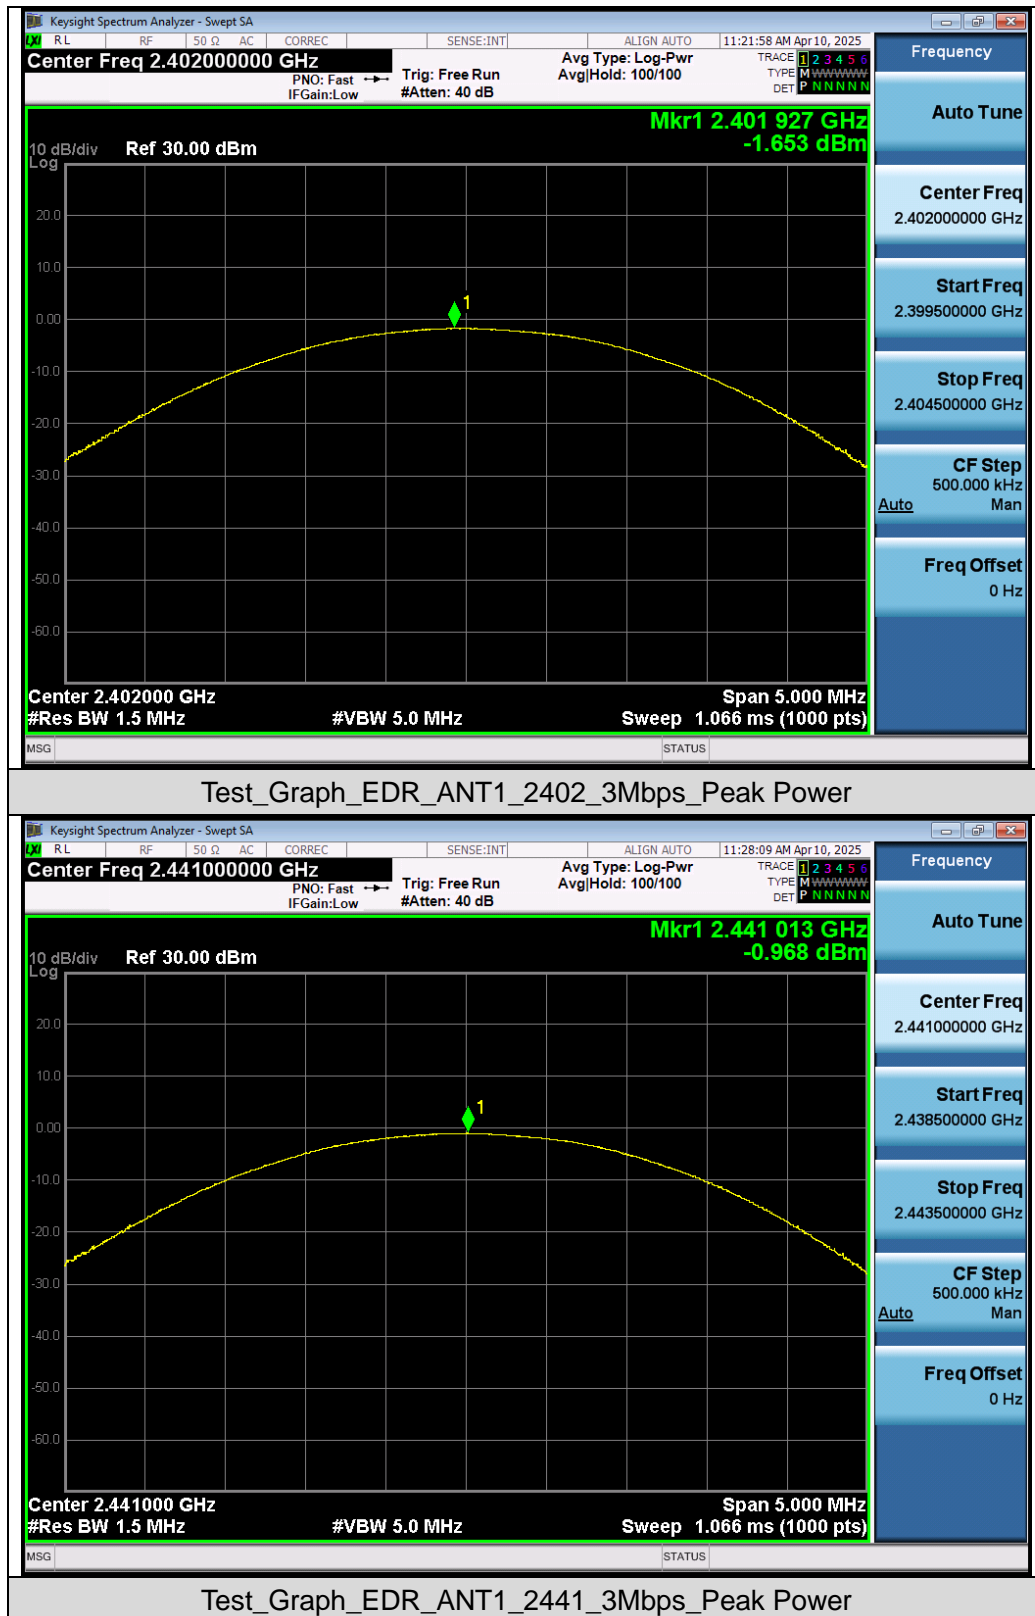 Keysight Spectrum Analyzer - Swept SA
LXI RL RF 50 Ω AC CORREC SENSE:INT ALIGN AUTO 11:21:58 AM Apr 10, 2025
Center Freq 2.402000000 GHz
PNO: Fast
IFGain:Low
Trig: Free Run
#Atten: 40 dB
Avg Type: Log-Pwr
Avg|Hold: 100/100
TRACE 1 2 3 4 5 6
TYPE M W W W W W
DET P N N N N N
Mkr1 2.401 927 GHz
-1.653 dBm
10 dB/div Ref 30.00 dBm
Log
20.0
10.0
0.00
-10.0
-20.0
-30.0
-40.0
-50.0
-60.0
1
Center 2.402000 GHz Span 5.000 MHz
#Res BW 1.5 MHz #VBW 5.0 MHz Sweep 1.066 ms (1000 pts)
MSG STATUS
Frequency
Auto Tune
Center Freq
2.402000000 GHz
Start Freq
2.399500000 GHz
Stop Freq
2.404500000 GHz
CF Step
500.000 kHz
Auto Man
Freq Offset
0 Hz
Test_Graph_EDR_ANT1_2402_3Mbps_Peak Power
Keysight Spectrum Analyzer - Swept SA
LXI RL RF 50 Ω AC CORREC SENSE:INT ALIGN AUTO 11:28:09 AM Apr 10, 2025
Center Freq 2.441000000 GHz
PNO: Fast
IFGain:Low
Trig: Free Run
#Atten: 40 dB
Avg Type: Log-Pwr
Avg|Hold: 100/100
TRACE 1 2 3 4 5 6
TYPE M W W W W W
DET P N N N N N
Mkr1 2.441 013 GHz
-0.968 dBm
10 dB/div Ref 30.00 dBm
Log
20.0
10.0
0.00
-10.0
-20.0
-30.0
-40.0
-50.0
-60.0
1
Center 2.441000 GHz Span 5.000 MHz
#Res BW 1.5 MHz #VBW 5.0 MHz Sweep 1.066 ms (1000 pts)
MSG STATUS
Frequency
Auto Tune
Center Freq
2.441000000 GHz
Start Freq
2.438500000 GHz
Stop Freq
2.443500000 GHz
CF Step
500.000 kHz
Auto Man
Freq Offset
0 Hz
Test_Graph_EDR_ANT1_2441_3Mbps_Peak Power